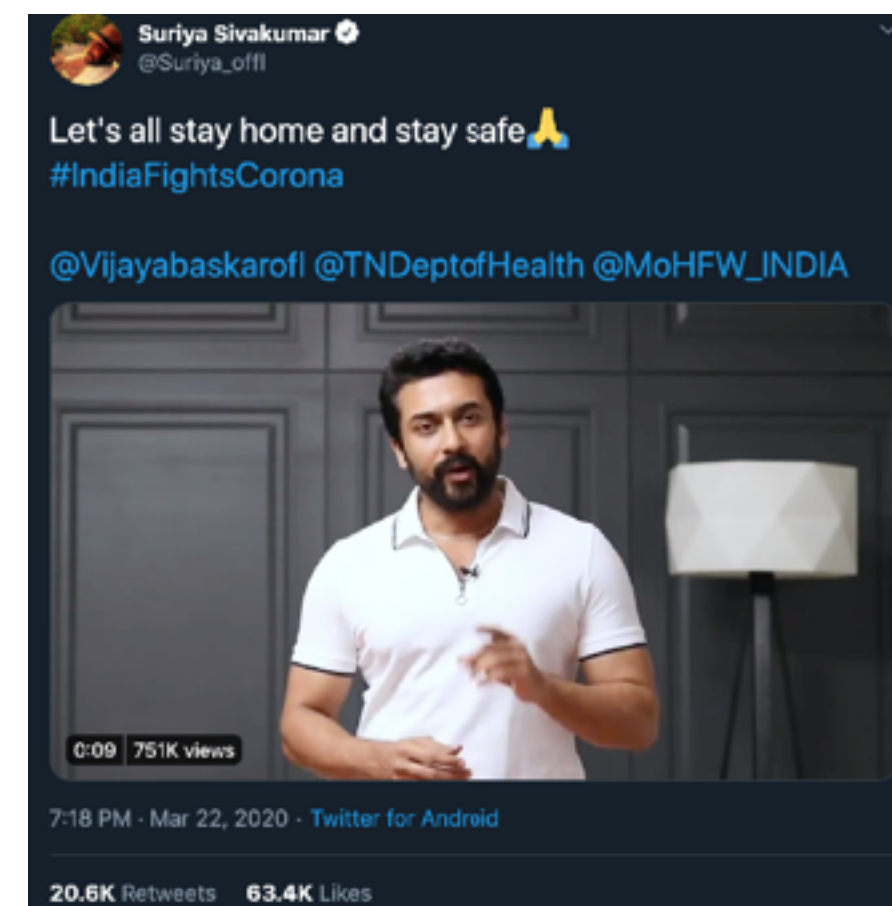 Suriya Sivakumar
@Suriya_offl
Let's all stay home and stay safe🙏
#IndiaFightsCorona
@Vijayabaskarofl @TNDeptofHealth @MoHFW_INDIA
0:09 751K views
7:18 PM · Mar 22, 2020 · Twitter for Android
20.6K Retweets 63.4K Likes